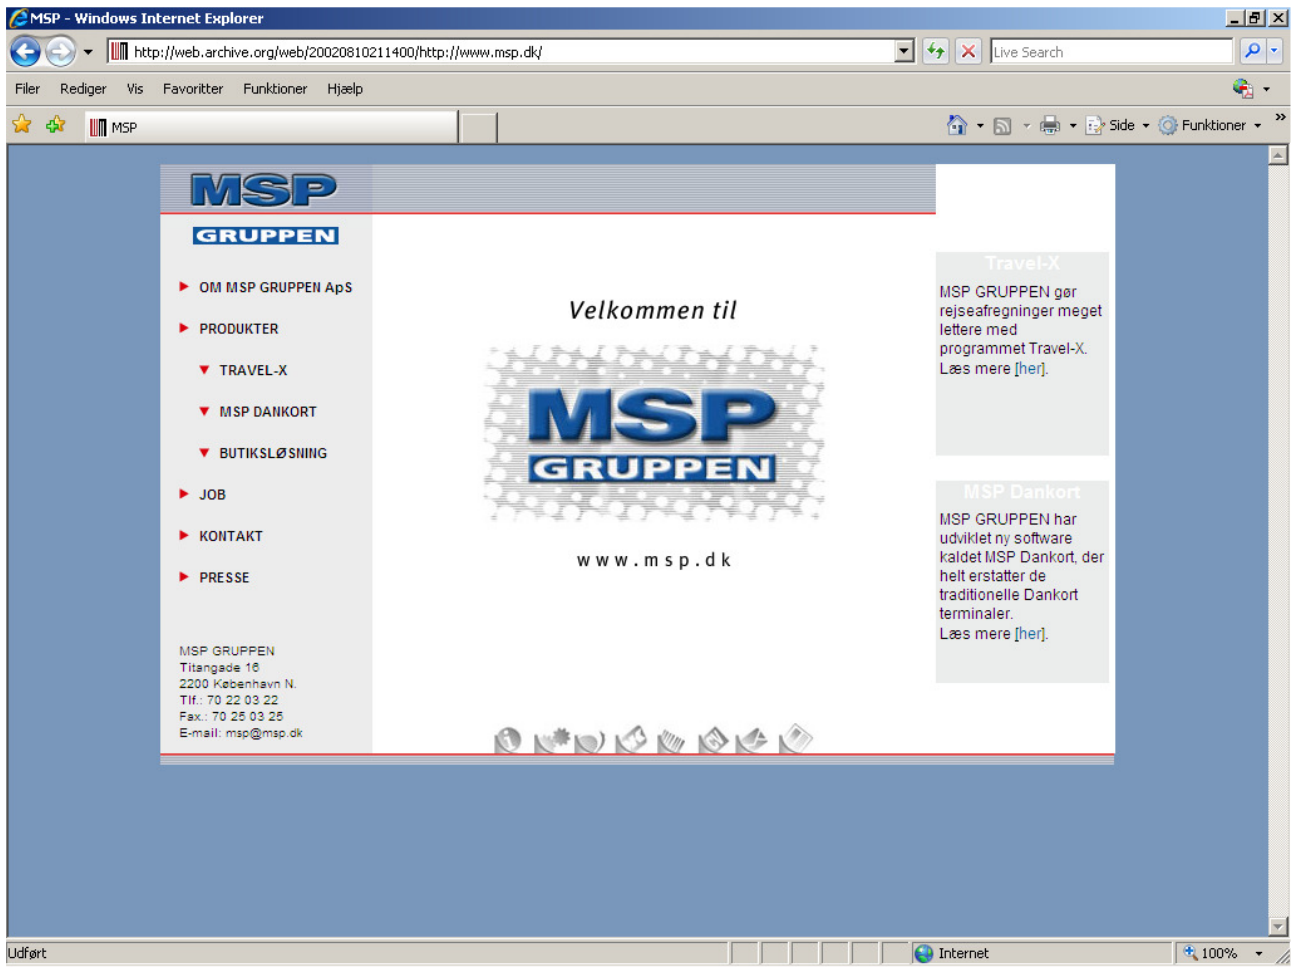 MSP - Windows Internet Explorer
http://web.archive.org/web/20020810211400/http://www.msp.dk/
Live Search
Filer Rediger Vis Favoritter Funktioner Hjælp
MSP
Side Funktioner
MSP
GRUPPEN
OM MSP GRUPPEN ApS
PRODUKTER
TRAVEL-X
MSP DANKORT
BUTIKSLØSNING
JOB
KONTAKT
PRESSE
MSP GRUPPEN
Titangade 16
2200 København N.
Tlf.: 70 22 03 22
Fax.: 70 25 03 25
E-mail: msp@msp.dk
Velkommen til
MSP
GRUPPEN
www.msp.dk
Travel-X
MSP GRUPPEN gør
rejseafregninger meget
lettere med
programmet Travel-X.
Læs mere [her].
MSP Dankort
MSP GRUPPEN har
udviklet ny software
kaldet MSP Dankort, der
helt erstatter de
traditionelle Dankort
terminaler.
Læs mere [her].
Udført
Internet
100%